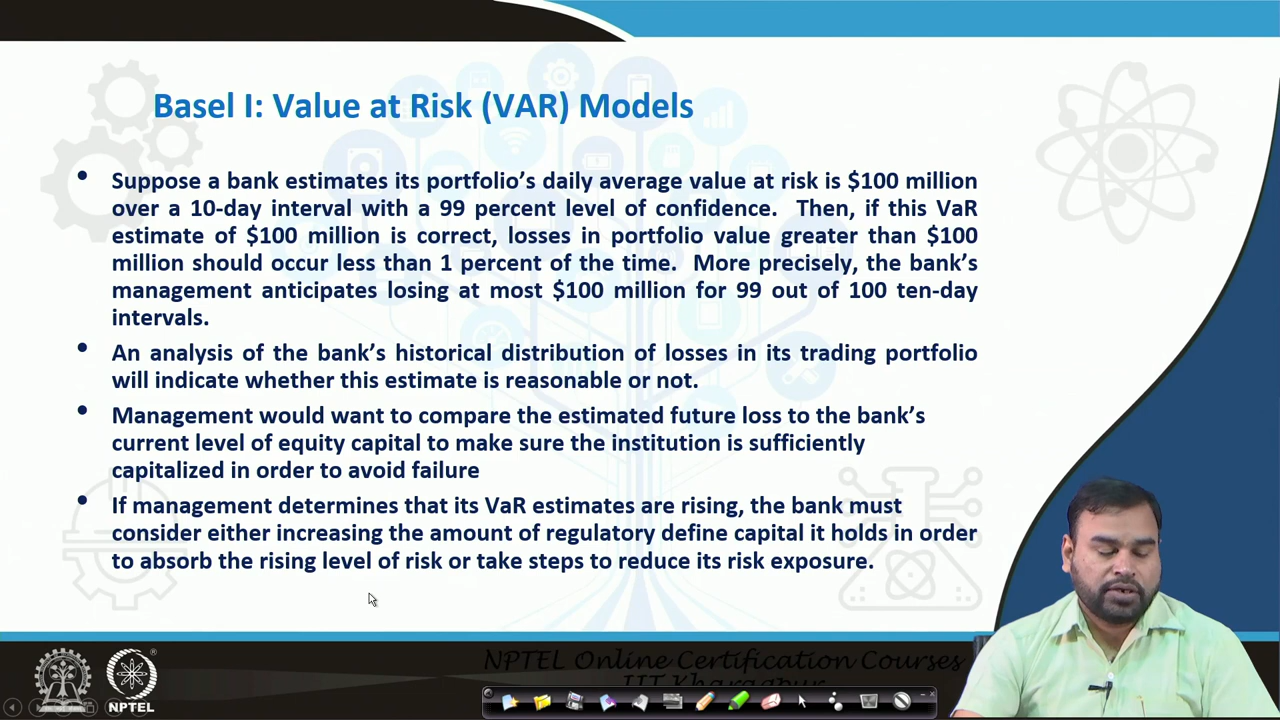 Basel I: Value at Risk (VAR) Models
• Suppose a bank estimates its portfolio's daily average value at risk is $100 million
over a 10-day interval with a 99 percent level of confidence. Then, if this VaR
estimate of $100 million is correct, losses in portfolio value greater than $100
million should occur less than 1 percent of the time. More precisely, the bank's
management anticipates losing at most $100 million for 99 out of 100 ten-day
intervals.
• An analysis of the bank's historical distribution of losses in its trading portfolio
will indicate whether this estimate is reasonable or not.
• Management would want to compare the estimated future loss to the bank's
current level of equity capital to make sure the institution is sufficiently
capitalized in order to avoid failure
• If management determines that its VaR estimates are rising, the bank must
consider either increasing the amount of regulatory define capital it holds in order
to absorb the rising level of risk or take steps to reduce its risk exposure.
NPTEL Online Certification Courses
IIT Kharagpur
NPTEL